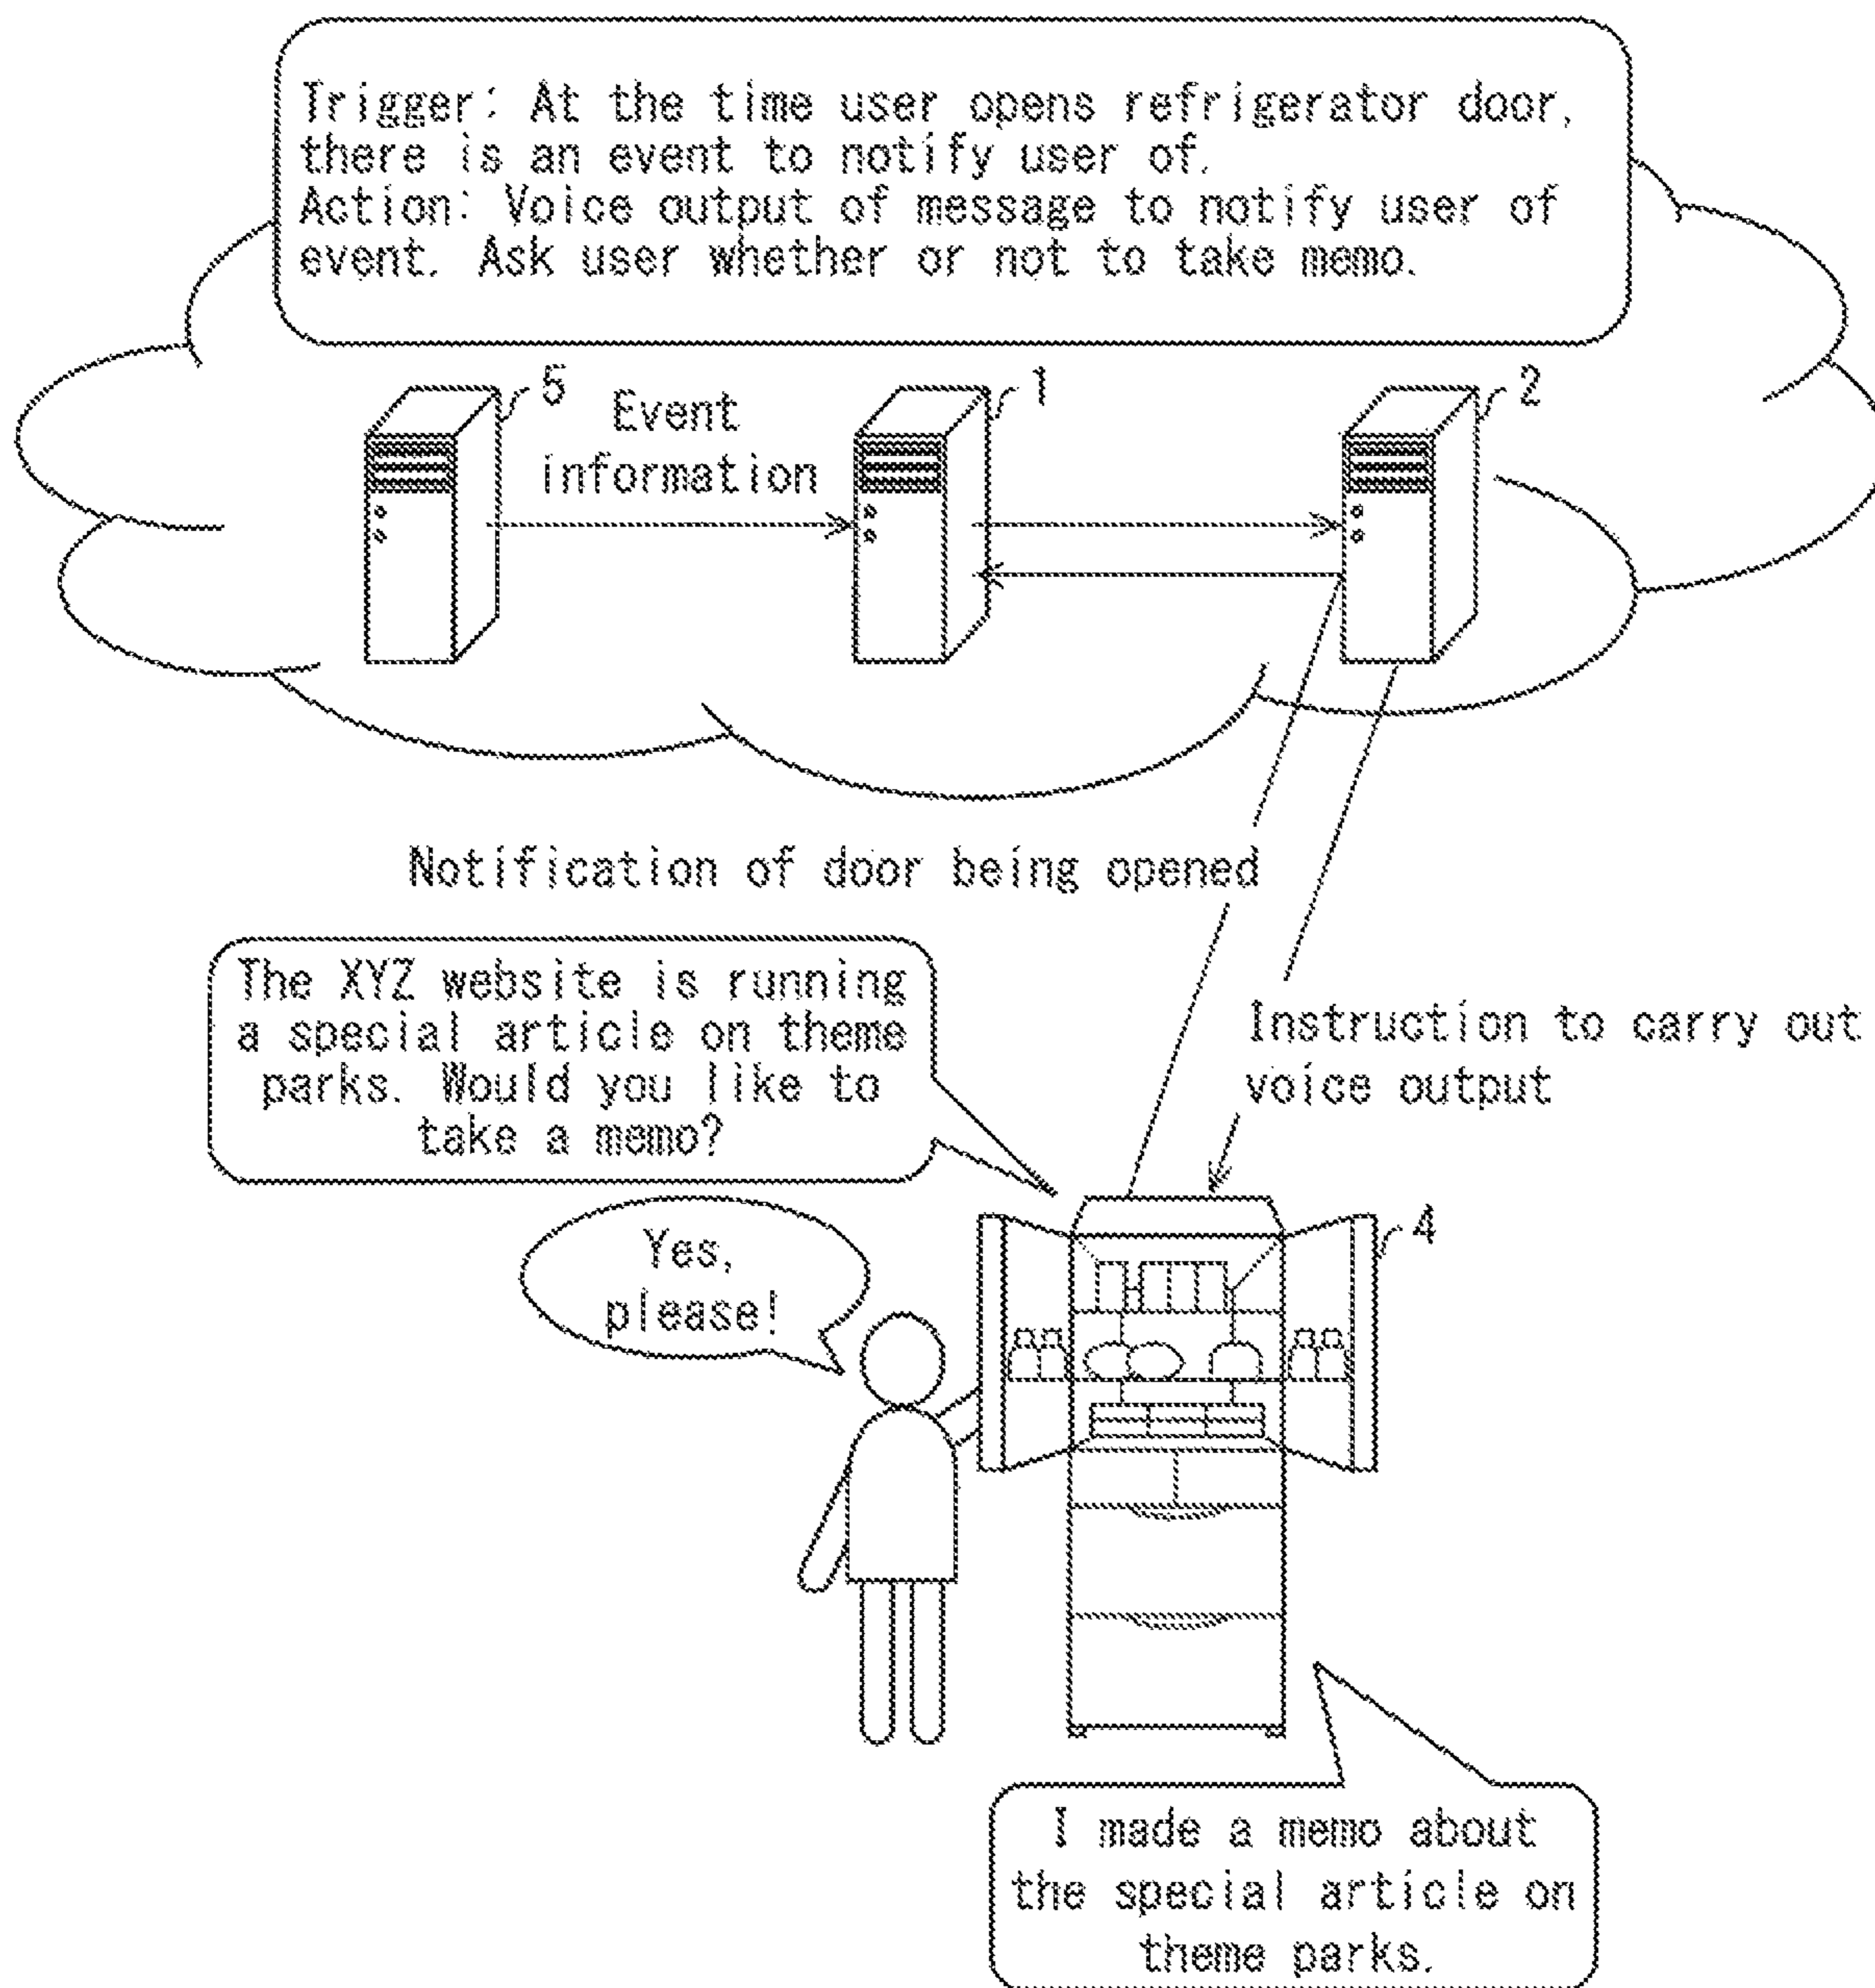 Trigger: At the time user opens refrigerator door,
there is an event to notify user of.
Action: Voice output of message to notify user of
event. Ask user whether or not to take memo.
5
Event
information
1
2
Notification of door being opened
The XYZ website is running
a special article on theme
parks. Would you like to
take a memo?
Instruction to carry out
voice output
Yes,
please!
4
I made a memo about
the special article on
theme parks.